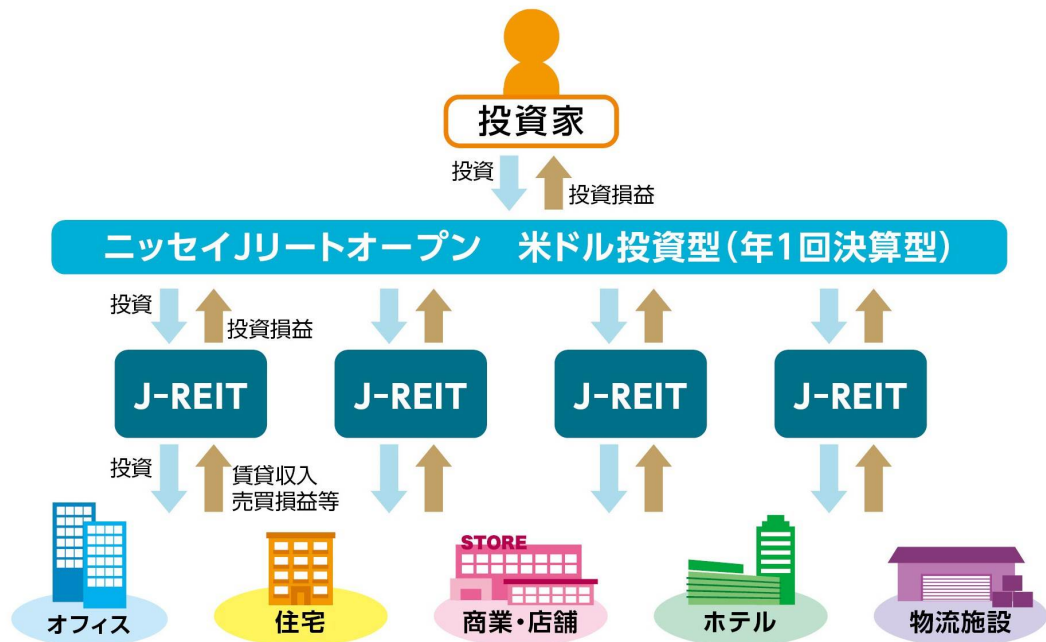 投資家
投資
投資損益
ニッセイJリートオープン 米ドル投資型(年1回決算型)
投資
投資損益
J-REIT
J-REIT
J-REIT
J-REIT
投資
賃貸収入
売買損益等
STORE
オフィス
住宅
商業・店舗
ホテル
物流施設